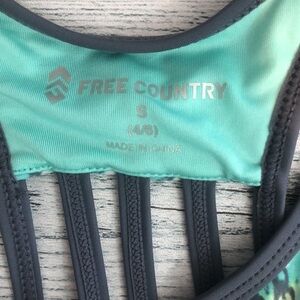 FREE COUNTRY
S
(4/6)
MADE IN CHINA